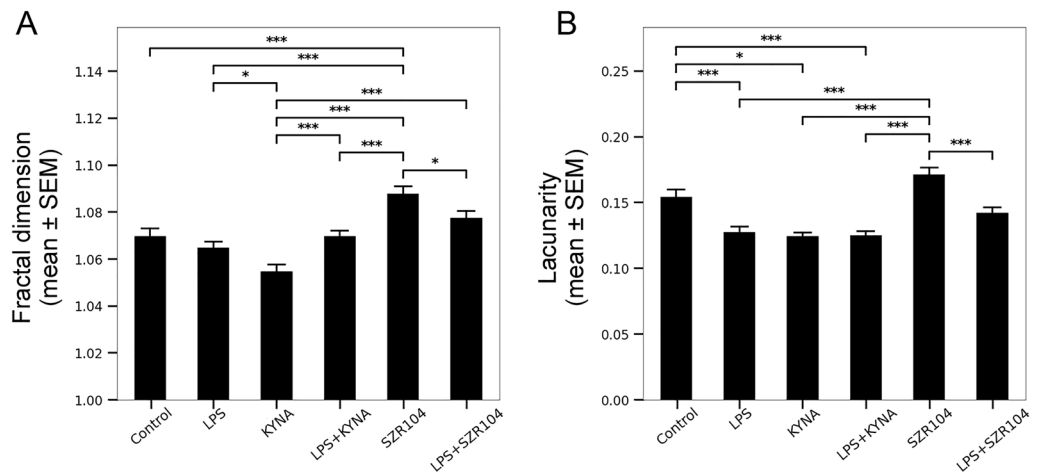 A
Fractal dimension
(mean ± SEM)
1.14
1.12
1.10
1.08
1.06
1.04
1.02
1.00
***
***
*
***
***
***
***
*
Control
LPS
KYNA
LPS+KYNA
SZR104
LPS+SZR104
B
Lacunarity
(mean ± SEM)
0.25
0.20
0.15
0.10
0.05
0.00
***
*
***
***
***
***
***
Control
LPS
KYNA
LPS+KYNA
SZR104
LPS+SZR104